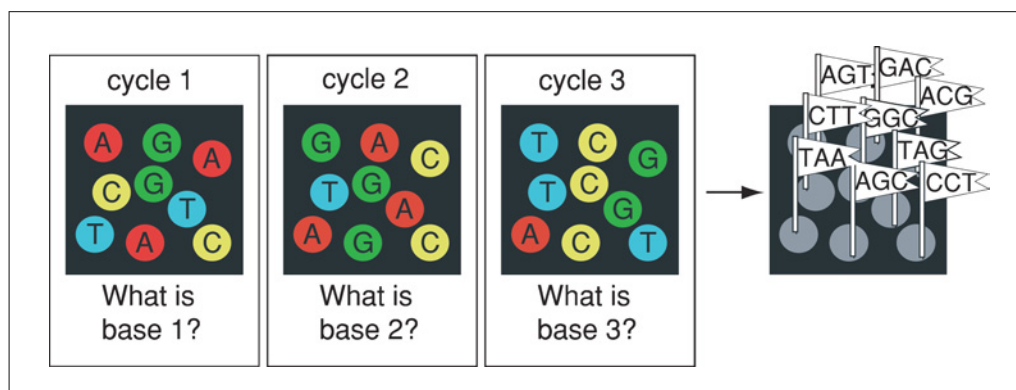 cycle 1
A G A
C G T
T A C
What is
base 1?
cycle 2
G A C
T G A
A G C
What is
base 2?
cycle 3
T C G
T C G
A C T
What is
base 3?
AGT GAC
ACG
CTT GGC
TAA TAG
AGC CCT